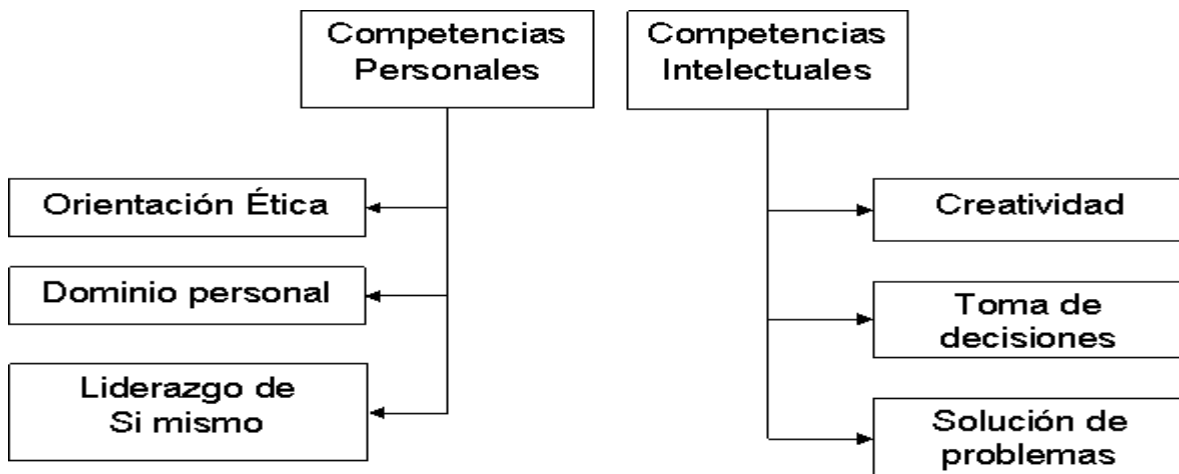 Competencias
Personales
Competencias
Intelectuales
Orientación Ética
Dominio personal
Liderazgo de
Si mismo
Creatividad
Toma de
decisiones
Solución de
problemas